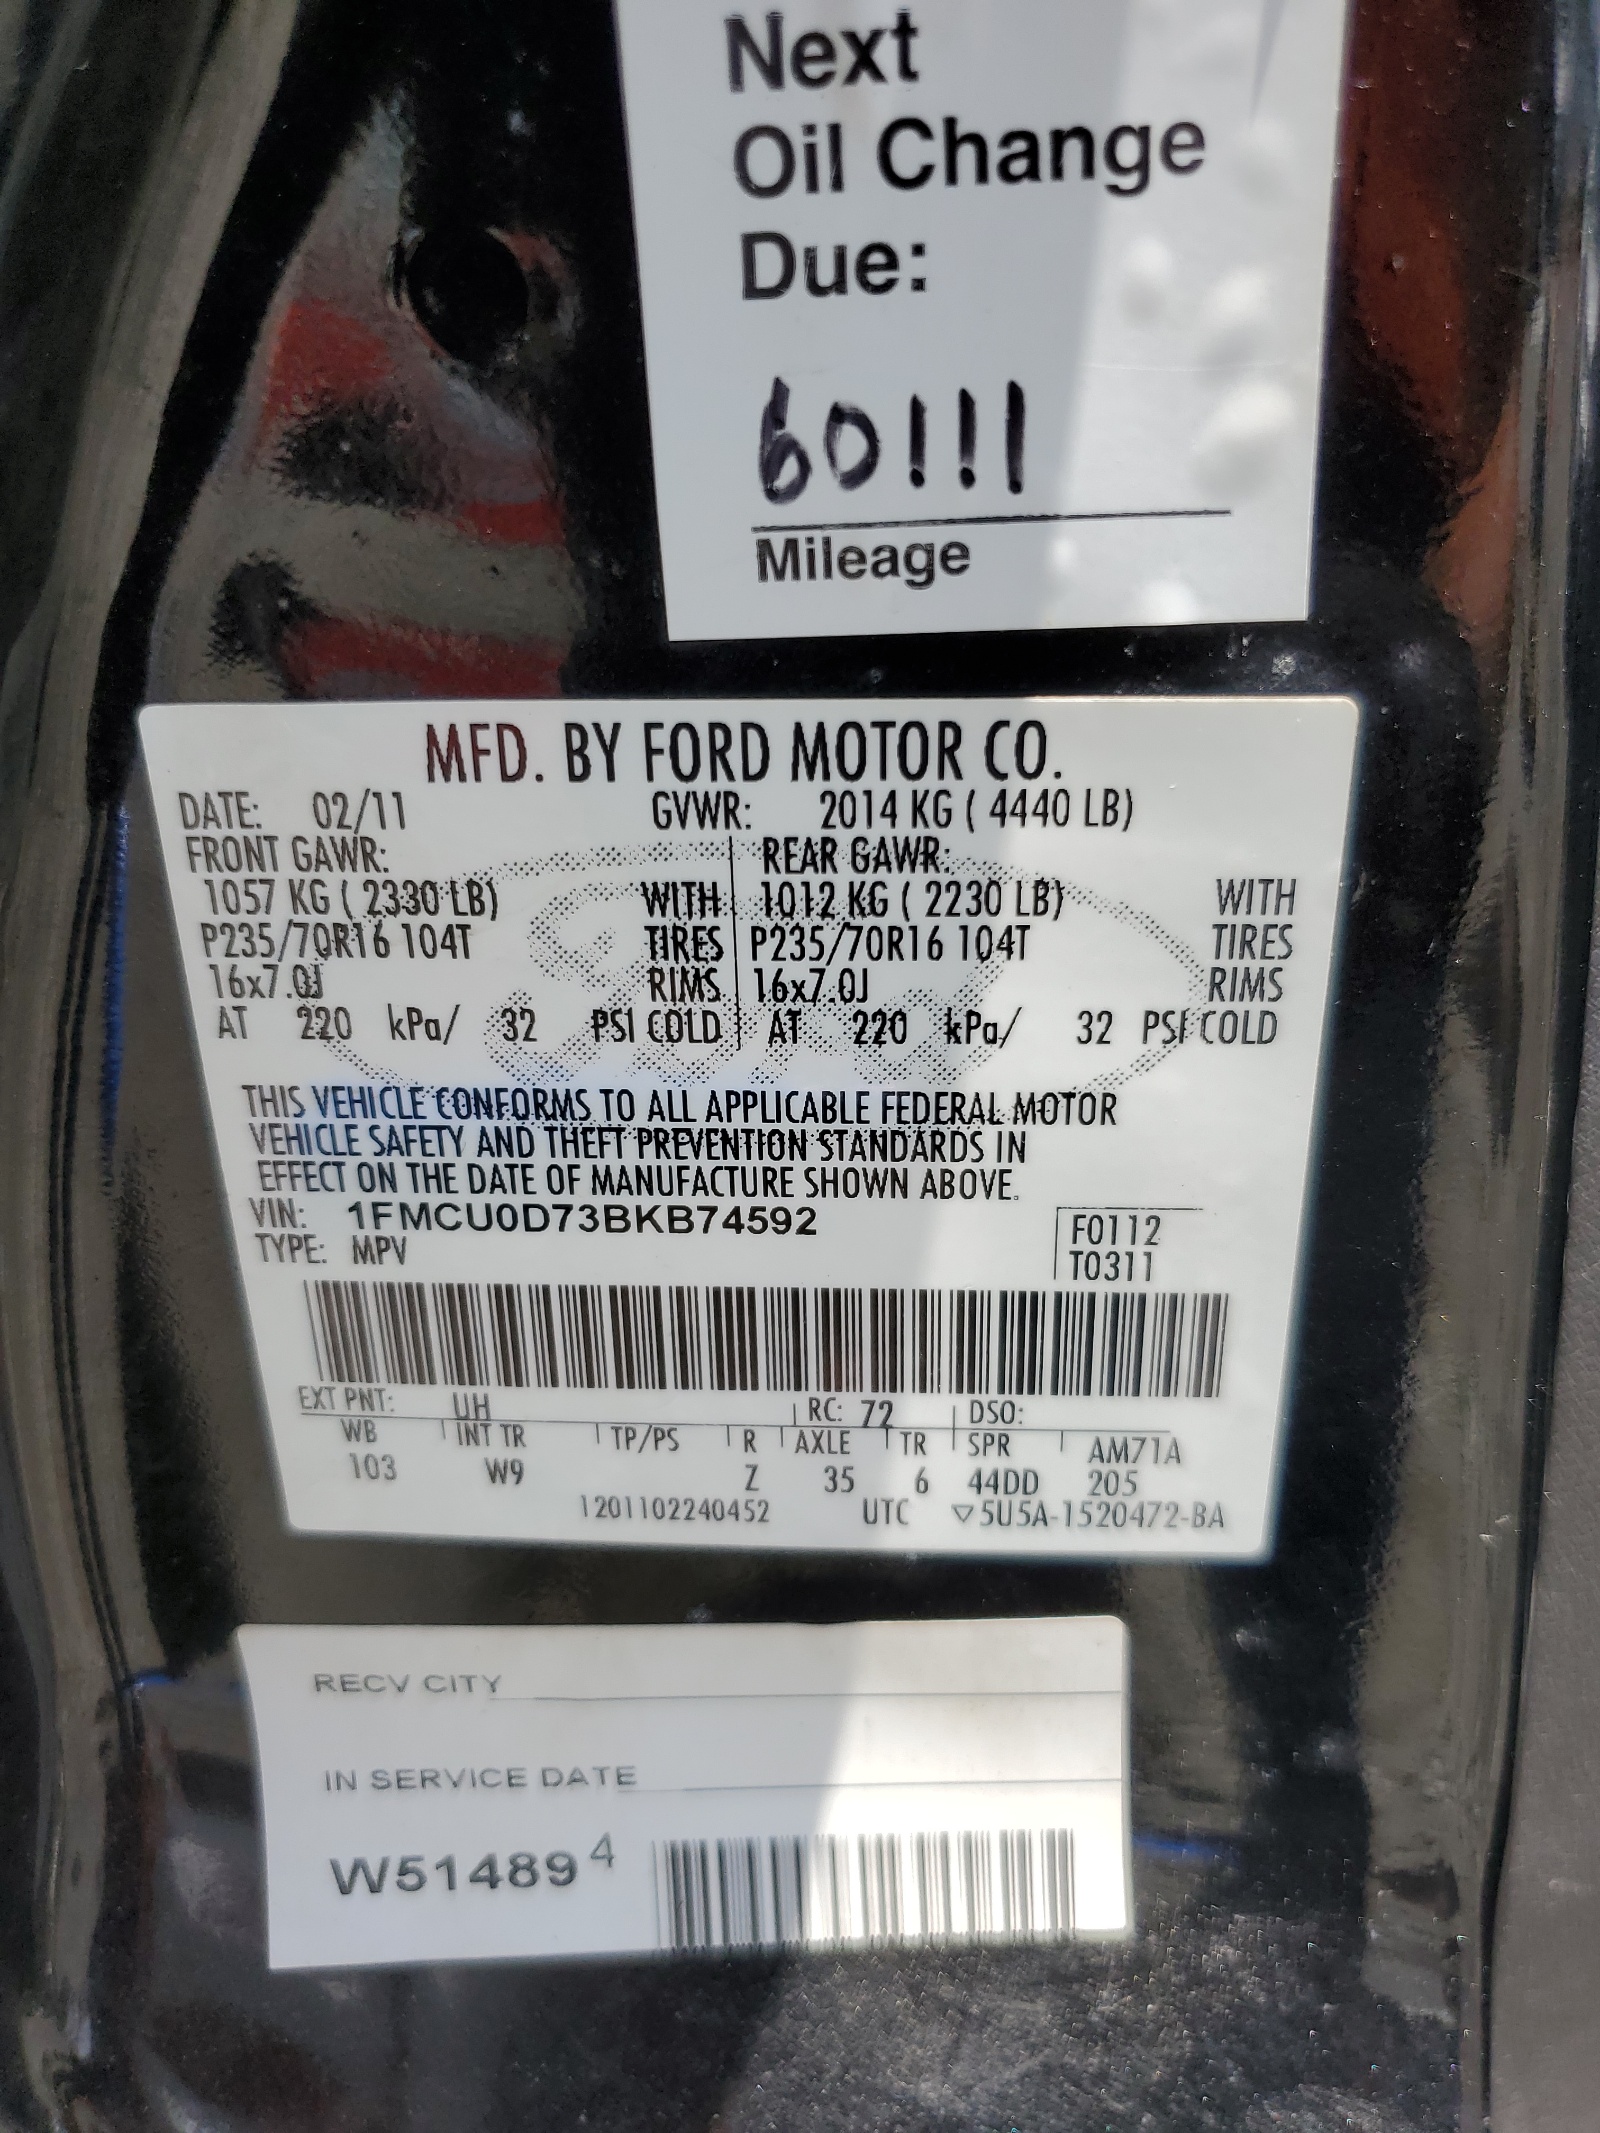 Next
Oil Change
Due:
60111
Mileage
MFD. BY FORD MOTOR CO.
DATE: 02/11 GVWR: 2014 KG ( 4440 LB)
FRONT GAWR: REAR GAWR:
1057 KG ( 2330 LB) WITH 1012 KG ( 2230 LB) WITH
P235/70R16 104T TIRES P235/70R16 104T TIRES
16x7.0J RIMS 16x7.0J RIMS
AT 220 kPa/ 32 PSI COLD AT 220 kPa/ 32 PSI COLD
THIS VEHICLE CONFORMS TO ALL APPLICABLE FEDERAL MOTOR
VEHICLE SAFETY AND THEFT PREVENTION STANDARDS IN
EFFECT ON THE DATE OF MANUFACTURE SHOWN ABOVE.
VIN: 1FMCU0D73BKB74592 F0112
TYPE: MPV T0311
EXT PNT: UH RC: 72 DSO:
WB INT TR TP/PS R AXLE TR SPR AM71A
103 W9 Z 35 6 44DD 205
1201102240452 UTC ▽5U5A-1520472-BA
RECV CITY
IN SERVICE DATE
W51489 4